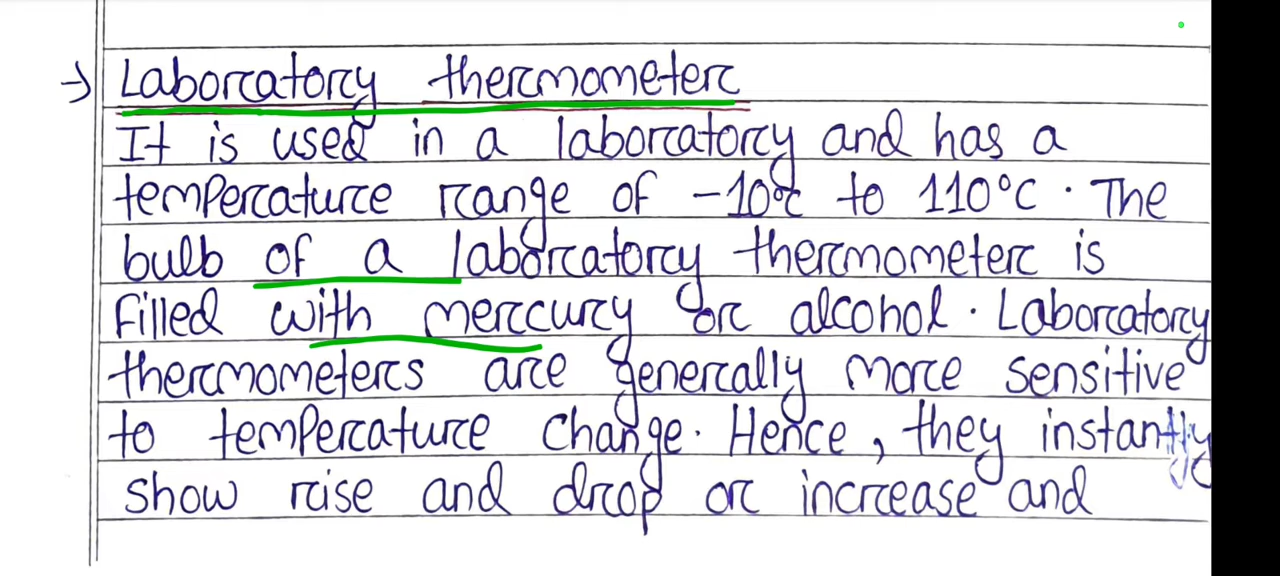 → Laboratory thermometer
It is used in a laboratory and has a
temperature range of -10°C to 110°C. The
bulb of a laboratory thermometer is
filled with mercury or alcohol. Laboratory
thermometers are generally more sensitive
to temperature change. Hence, they instantly
show raise and drop or increase and